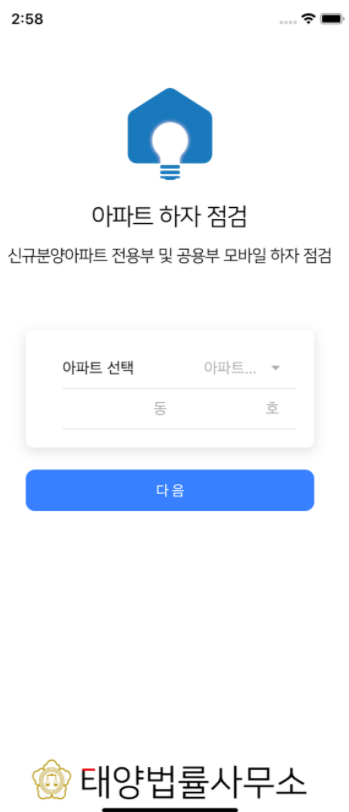 2:58
아파트 하자 점검
신규분양아파트 전용부 및 공용부 모바일 하자 점검
아파트 선택 아파트...
동 호
다음
태양법률사무소